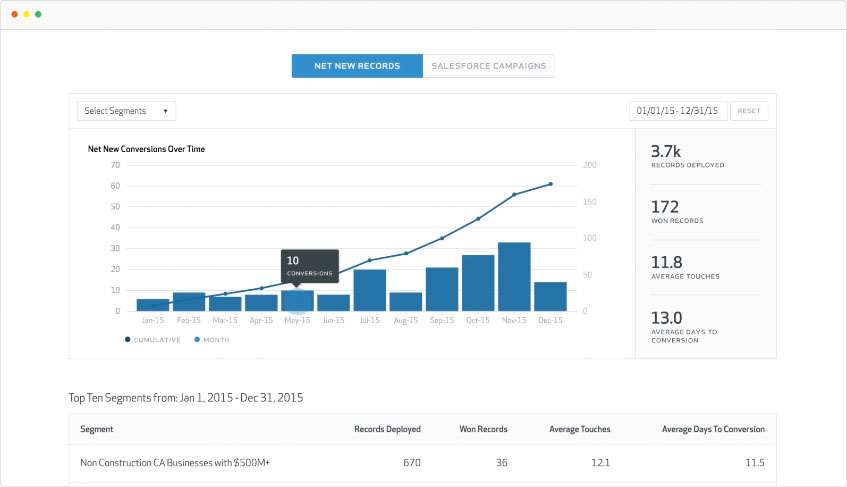 NET NEW RECORDS
SALESFORCE CAMPAIGNS
Select Segments
01/01/15 - 12/31/15
RESET
Net New Conversions Over Time
70
60
50
40
30
20
10
0
200
150
100
50
0
10
CONVERSIONS
Jan-15 Feb-15 Mar-15 Apr-15 May-15 Jun-15 Jul-15 Aug-15 Sep-15 Oct-15 Nov-15 Dec-15
CUMULATIVE MONTH
3.7k
RECORDS DEPLOYED
172
WON RECORDS
11.8
AVERAGE TOUCHES
13.0
AVERAGE DAYS TO
CONVERSION
Top Ten Segments from: Jan 1, 2015 - Dec 31, 2015
Segment Records Deployed Won Records Average Touches Average Days To Conversion
Non Construction CA Businesses with $500M+ 670 36 12.1 11.5